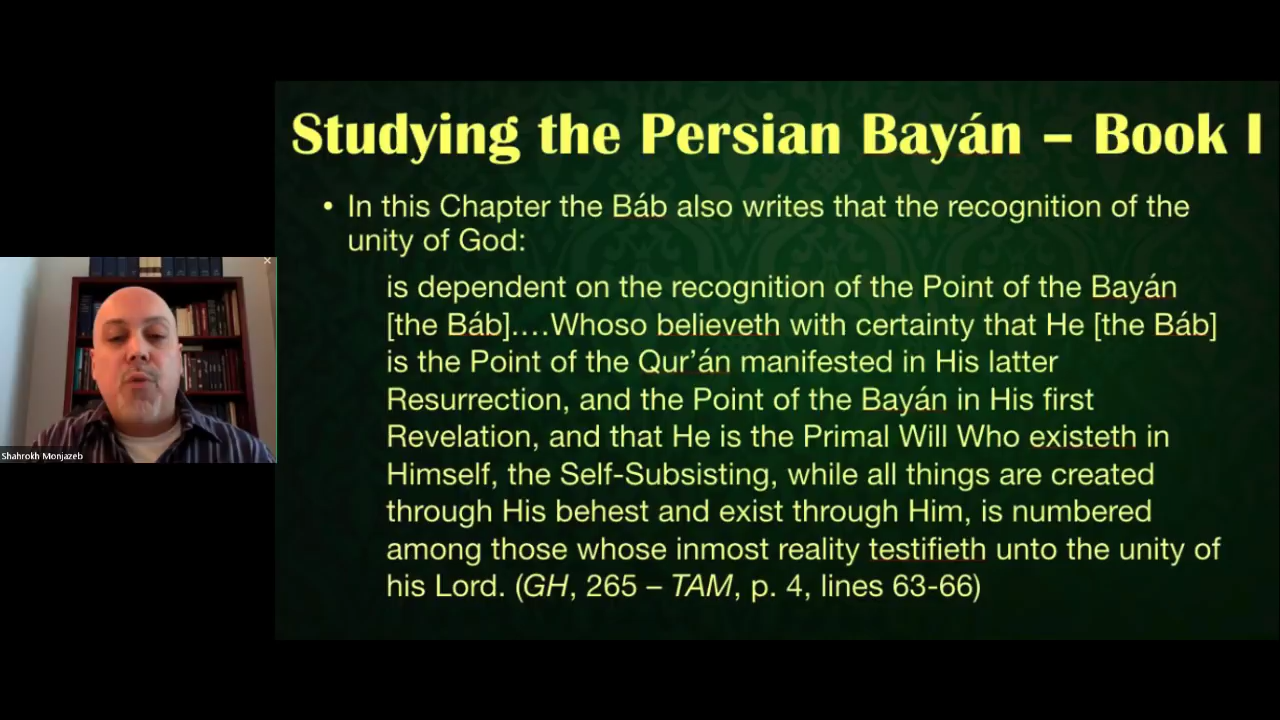 Studying the Persian Bayán – Book I
• In this Chapter the Báb also writes that the recognition of the
unity of God:
is dependent on the recognition of the Point of the Bayán
[the Báb]....Whoso believeth with certainty that He [the Báb]
is the Point of the Qur’án manifested in His latter
Resurrection, and the Point of the Bayán in His first
Revelation, and that He is the Primal Will Who existeth in
Himself, the Self-Subsisting, while all things are created
through His behest and exist through Him, is numbered
among those whose inmost reality testifieth unto the unity of
his Lord. (GH, 265 – TAM, p. 4, lines 63-66)
Shahrokh Monjazeb